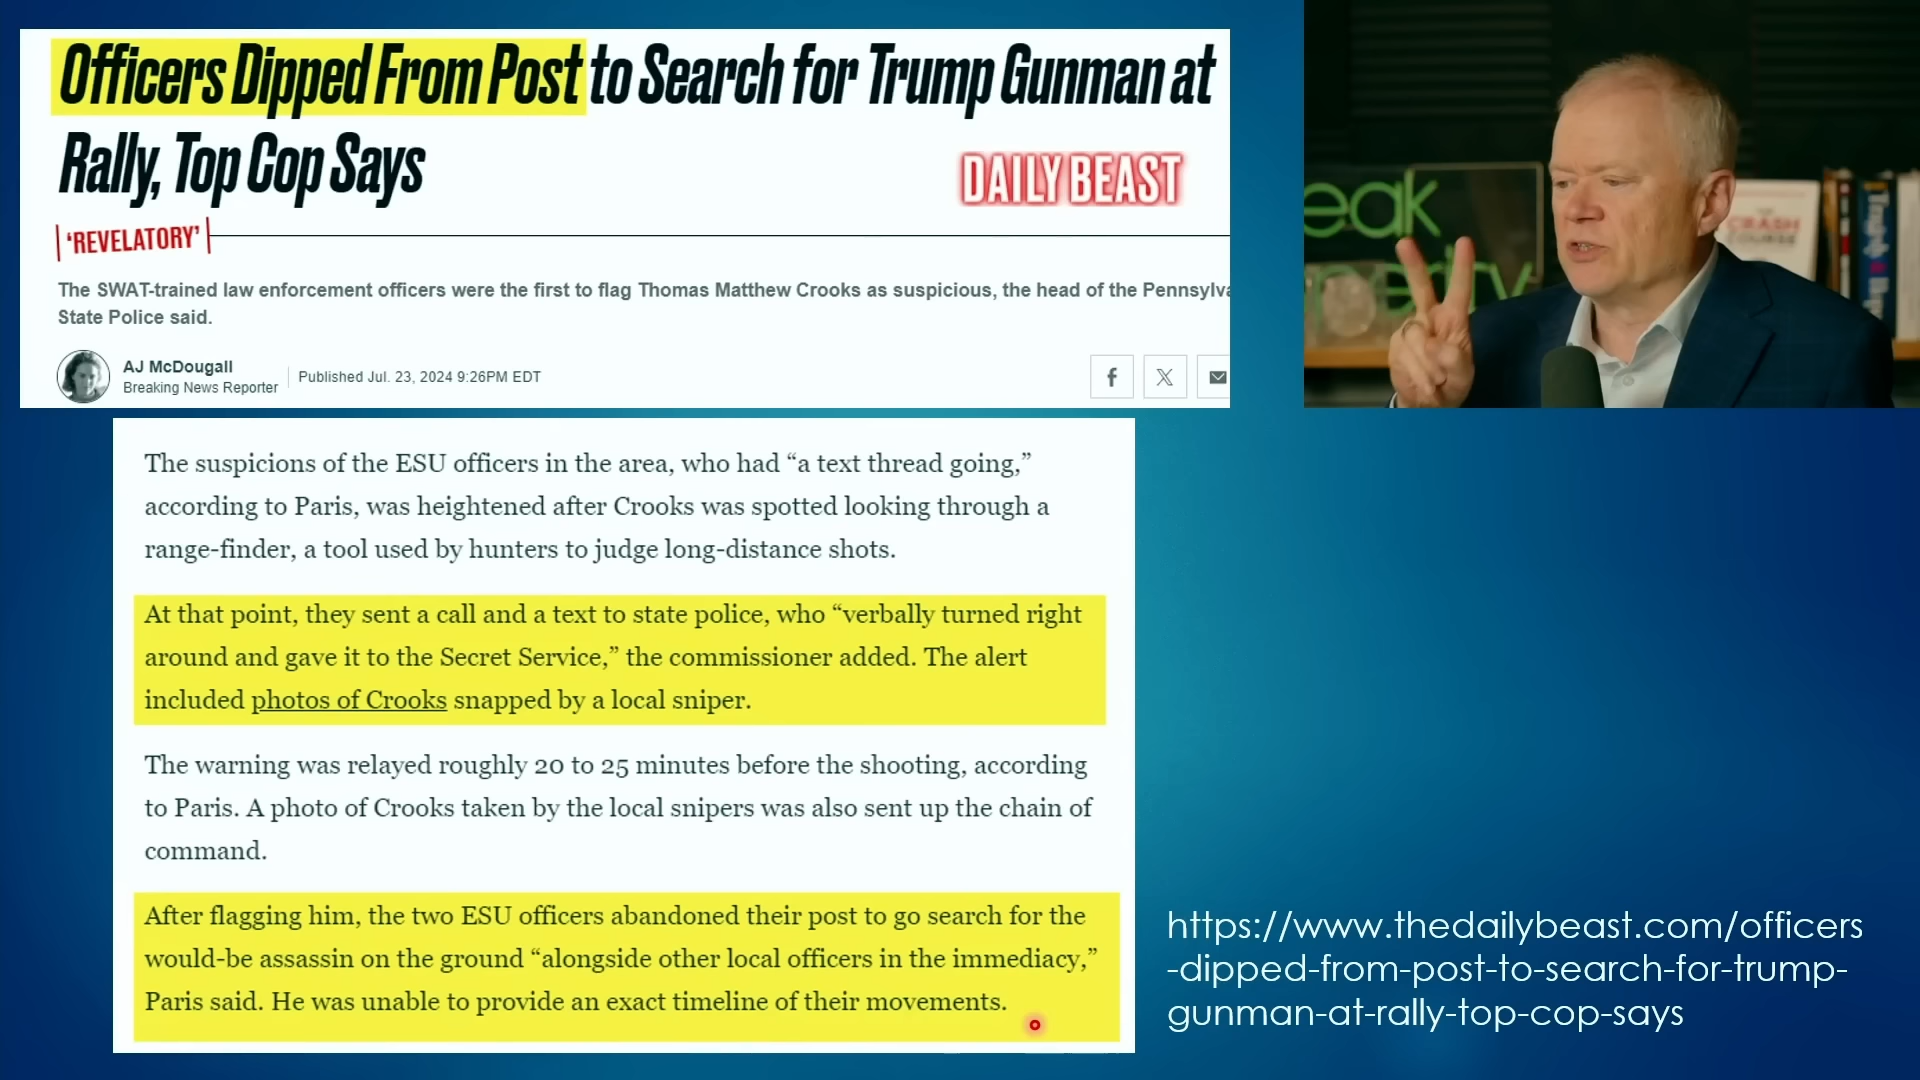 Officers Dipped From Post to Search for Trump Gunman at
Rally, Top Cop Says
DAILY BEAST
'REVELATORY'
The SWAT-trained law enforcement officers were the first to flag Thomas Matthew Crooks as suspicious, the head of the Pennsylva
State Police said.
AJ McDougall
Breaking News Reporter
Published Jul. 23, 2024 9:26PM EDT
The suspicions of the ESU officers in the area, who had “a text thread going,”
according to Paris, was heightened after Crooks was spotted looking through a
range-finder, a tool used by hunters to judge long-distance shots.
At that point, they sent a call and a text to state police, who “verbally turned right
around and gave it to the Secret Service,” the commissioner added. The alert
included photos of Crooks snapped by a local sniper.
The warning was relayed roughly 20 to 25 minutes before the shooting, according
to Paris. A photo of Crooks taken by the local snipers was also sent up the chain of
command.
After flagging him, the two ESU officers abandoned their post to go search for the
would-be assassin on the ground “alongside other local officers in the immediacy,”
Paris said. He was unable to provide an exact timeline of their movements.
https://www.thedailybeast.com/officers
-dipped-from-post-to-search-for-trump-
gunman-at-rally-top-cop-says
eak
CRASH
COURSE